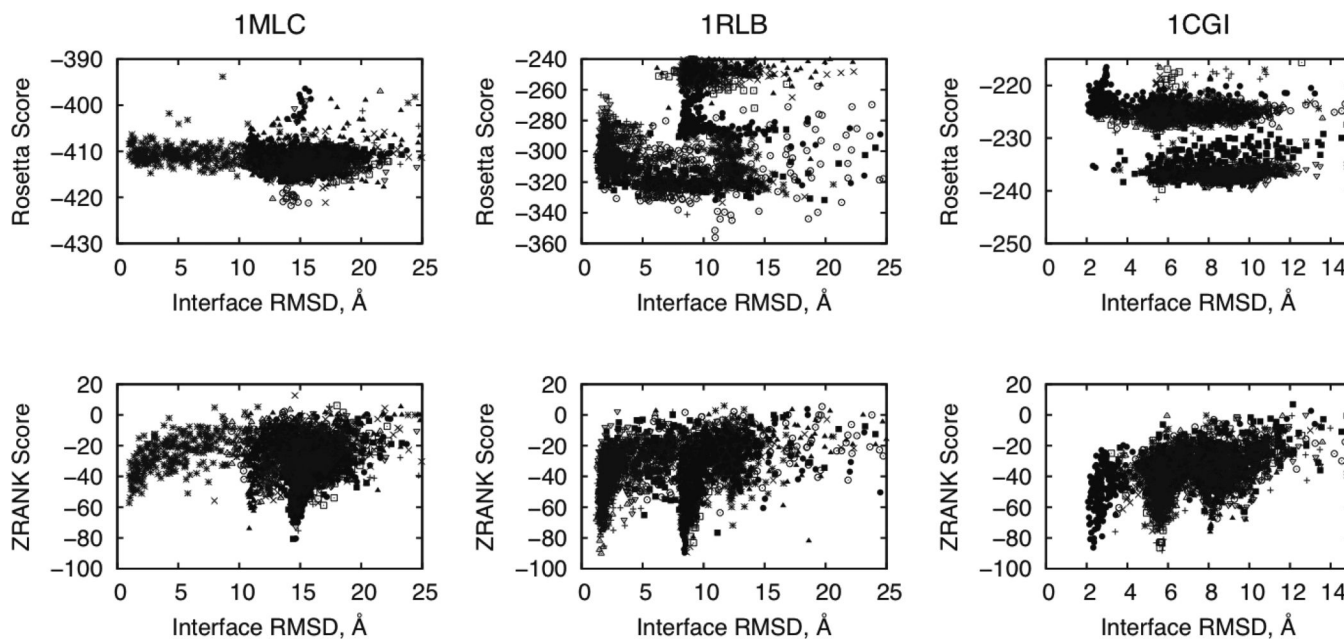 1MLC 1RLB 1CGI
Rosetta Score
−390
−400
−410
−420
−430
0 5 10 15 20 25
Interface RMSD, Å
Rosetta Score
−240
−260
−280
−300
−320
−340
−360
0 5 10 15 20 25
Interface RMSD, Å
Rosetta Score
−220
−230
−240
−250
0 2 4 6 8 10 12 14
Interface RMSD, Å
ZRANK Score
20
0
−20
−40
−60
−80
−100
0 5 10 15 20 25
Interface RMSD, Å
ZRANK Score
20
0
−20
−40
−60
−80
−100
0 5 10 15 20 25
Interface RMSD, Å
ZRANK Score
20
0
−20
−40
−60
−80
−100
0 2 4 6 8 10 12 14
Interface RMSD, Å